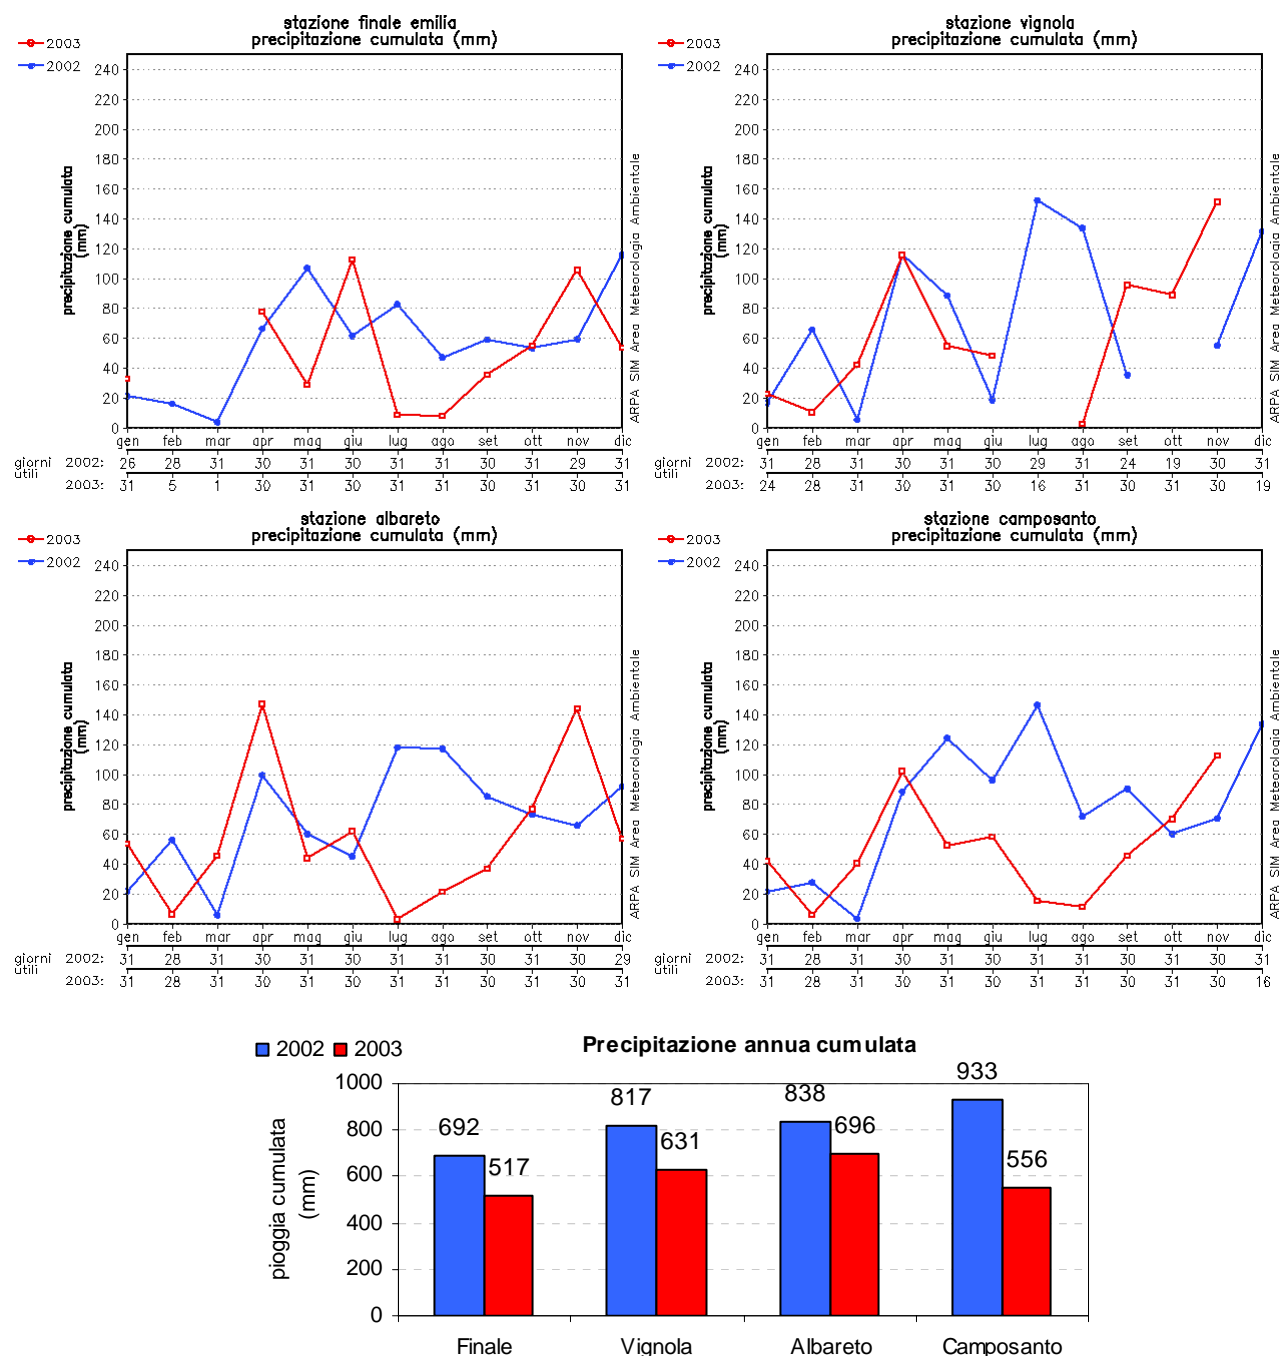 stazione finale emilia
precipitazione cumulata (mm)
2003
2002
240
220
200
180
160
140
120
100
80
60
40
20
0
precipitazione cumulata
(mm)
ARPA SIM Area Meteorologia Ambientale
gen feb mar apr mag giu lug ago set ott nov dic
giorni utili
2002: 26 28 31 30 31 30 31 31 30 31 29 31
2003: 31 5 1 30 31 30 31 31 30 31 30 31
stazione vignola
precipitazione cumulata (mm)
2003
2002
240
220
200
180
160
140
120
100
80
60
40
20
0
precipitazione cumulata
(mm)
ARPA SIM Area Meteorologia Ambientale
gen feb mar apr mag giu lug ago set ott nov dic
giorni utili
2002: 31 28 31 30 31 30 29 31 24 19 30 31
2003: 24 28 31 30 31 30 16 31 30 31 30 19
stazione albareto
precipitazione cumulata (mm)
2003
2002
240
220
200
180
160
140
120
100
80
60
40
20
0
precipitazione cumulata
(mm)
ARPA SIM Area Meteorologia Ambientale
gen feb mar apr mag giu lug ago set ott nov dic
giorni utili
2002: 31 28 31 30 31 30 31 31 30 31 30 29
2003: 31 28 31 30 31 30 31 31 30 31 30 31
stazione camposanto
precipitazione cumulata (mm)
2003
2002
240
220
200
180
160
140
120
100
80
60
40
20
0
precipitazione cumulata
(mm)
ARPA SIM Area Meteorologia Ambientale
gen feb mar apr mag giu lug ago set ott nov dic
giorni utili
2002: 31 28 31 30 31 30 31 31 30 31 30 31
2003: 31 28 31 30 31 30 31 31 30 31 30 16
2002 2003
Precipitazione annua cumulata
1000
800
600
400
200
0
pioggia cumulata
(mm)
692 517 817 631 838 696 933 556
Finale Vignola Albareto Camposanto